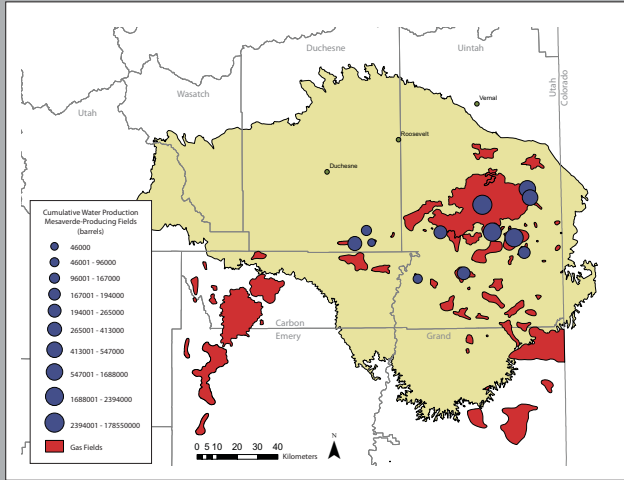 Duchesne
Uintah
Utah
Colorado
Wasatch
Utah
Vernal
Roosevelt
Duchesne
Cumulative Water Production
Mesaverde-Producing Fields
(barrels)
46000
46001 - 96000
96001 - 167000
167001 - 194000
194001 - 265000
265001 - 413000
413001 - 547000
547001 - 1688000
1688001 - 2394000
2394001 - 178550000
Gas Fields
Carbon
Emery
Grand
N
0 5 10 20 30 40
Kilometers